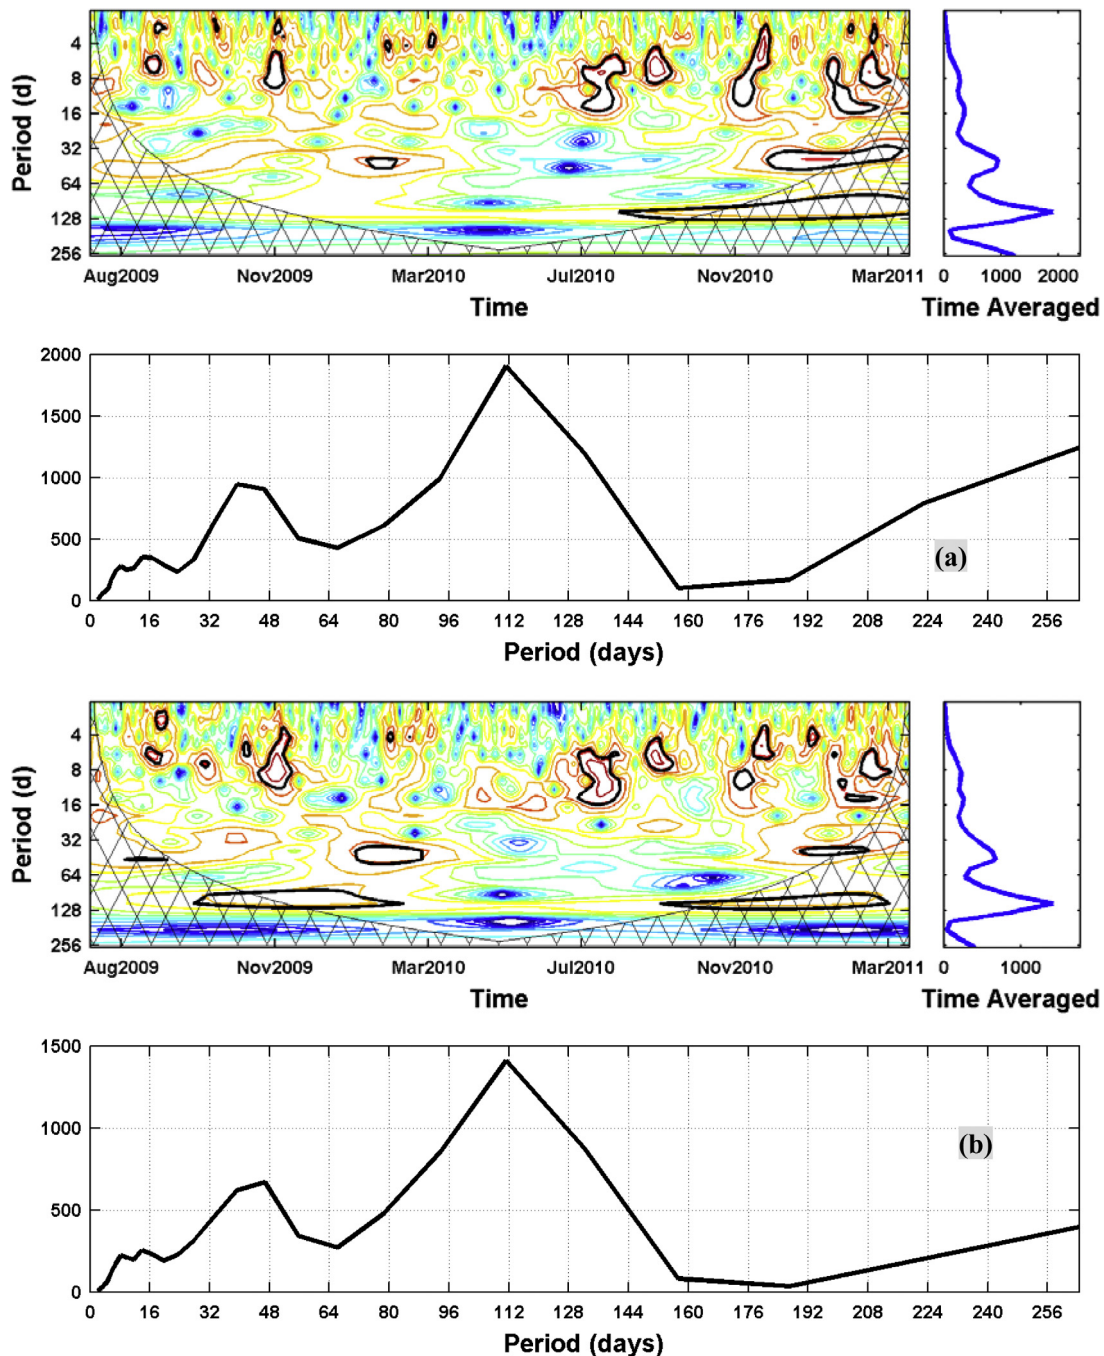 Period (d)
4
8
16
32
64
128
256
Aug2009 Nov2009 Mar2010 Jul2010 Nov2010 Mar2011
Time
0 1000 2000
Time Averaged
2000
1500
1000
500
0
(a)
0 16 32 48 64 80 96 112 128 144 160 176 192 208 224 240 256
Period (days)
Period (d)
4
8
16
32
64
128
256
Aug2009 Nov2009 Mar2010 Jul2010 Nov2010 Mar2011
Time
0 1000
Time Averaged
1500
1000
500
0
(b)
0 16 32 48 64 80 96 112 128 144 160 176 192 208 224 240 256
Period (days)